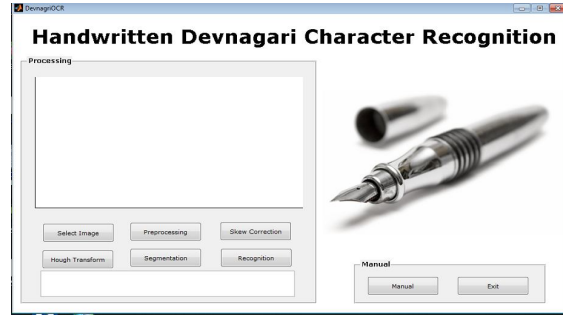 DevnagriOCR
Handwritten Devnagari Character Recognition
Processing
Select Image
Preprocessing
Skew Correction
Hough Transform
Segmentation
Recognition
Manual
Manual
Exit